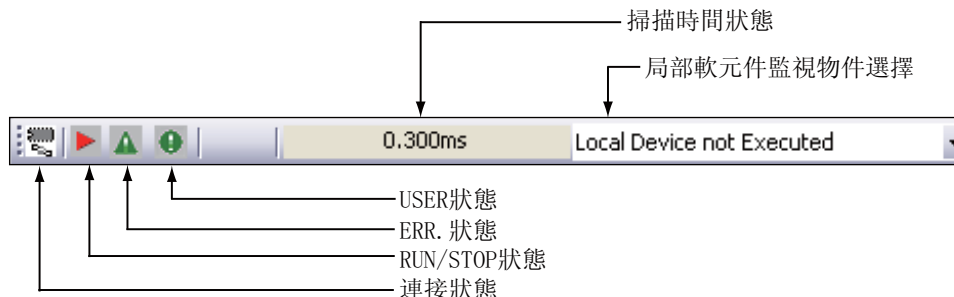 掃描時間狀態
局部軟元件監視物件選擇
0.300ms
Local Device not Executed
USER狀態
ERR.狀態
RUN/STOP狀態
連接狀態